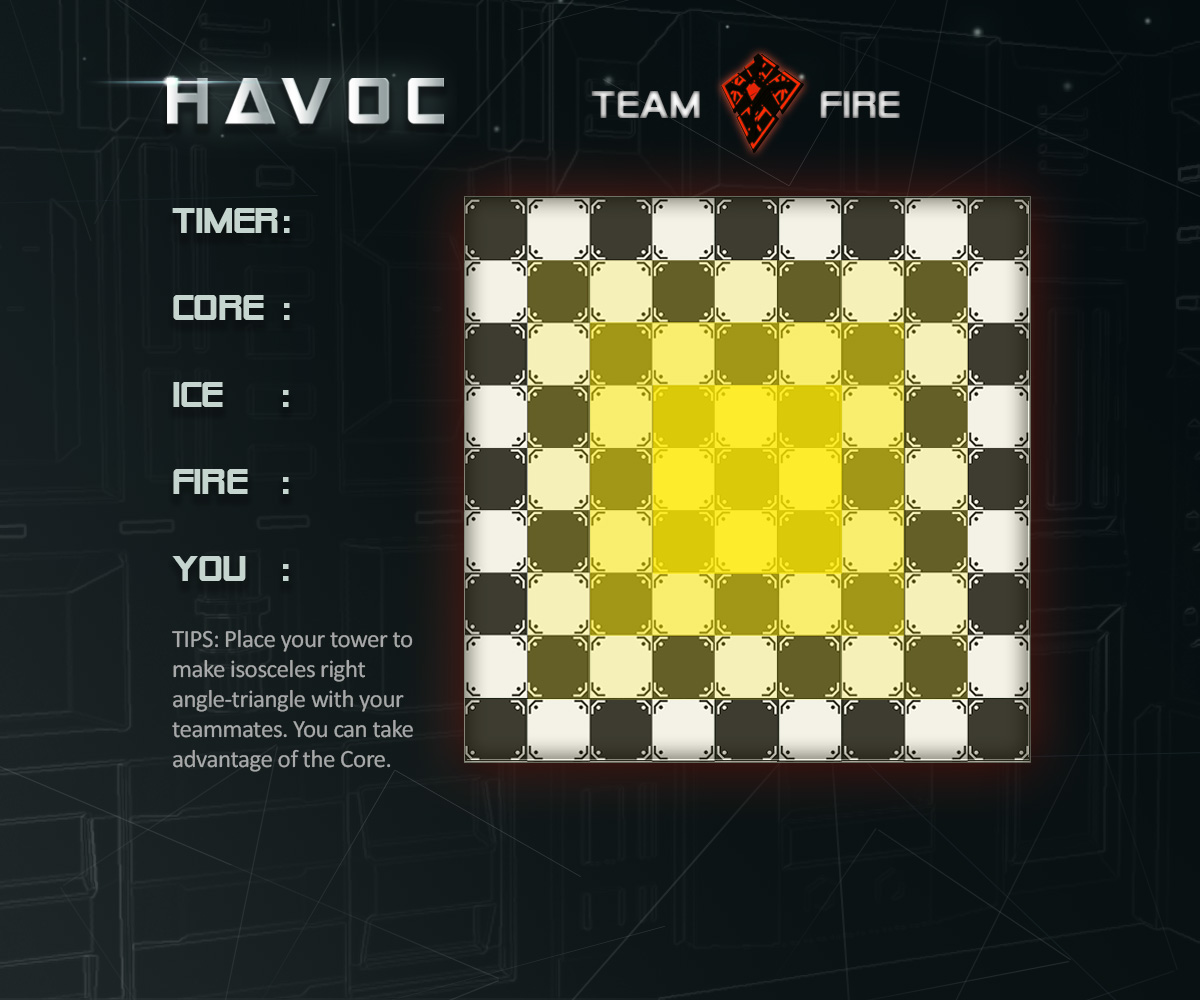 HAVOC
TEAM FIRE
TIMER:
CORE :
ICE :
FIRE :
YOU :
TIPS: Place your tower to
make isosceles right
angle-triangle with your
teammates. You can take
advantage of the Core.